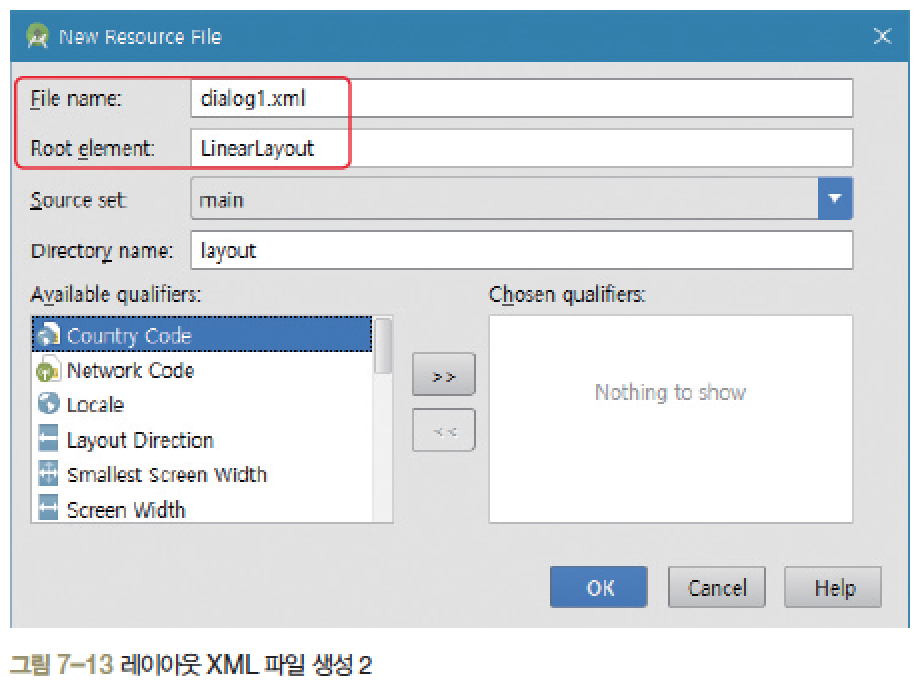 New Resource File
File name: dialog1.xml
Root element: LinearLayout
Source set: main
Directory name: layout
Available qualifiers:
Chosen qualifiers:
Country Code
Network Code
Locale
Layout Direction
Smallest Screen Width
Screen Width
>>
<<
Nothing to show
OK Cancel Help
그림 7-13 레이아웃 XML 파일 생성 2